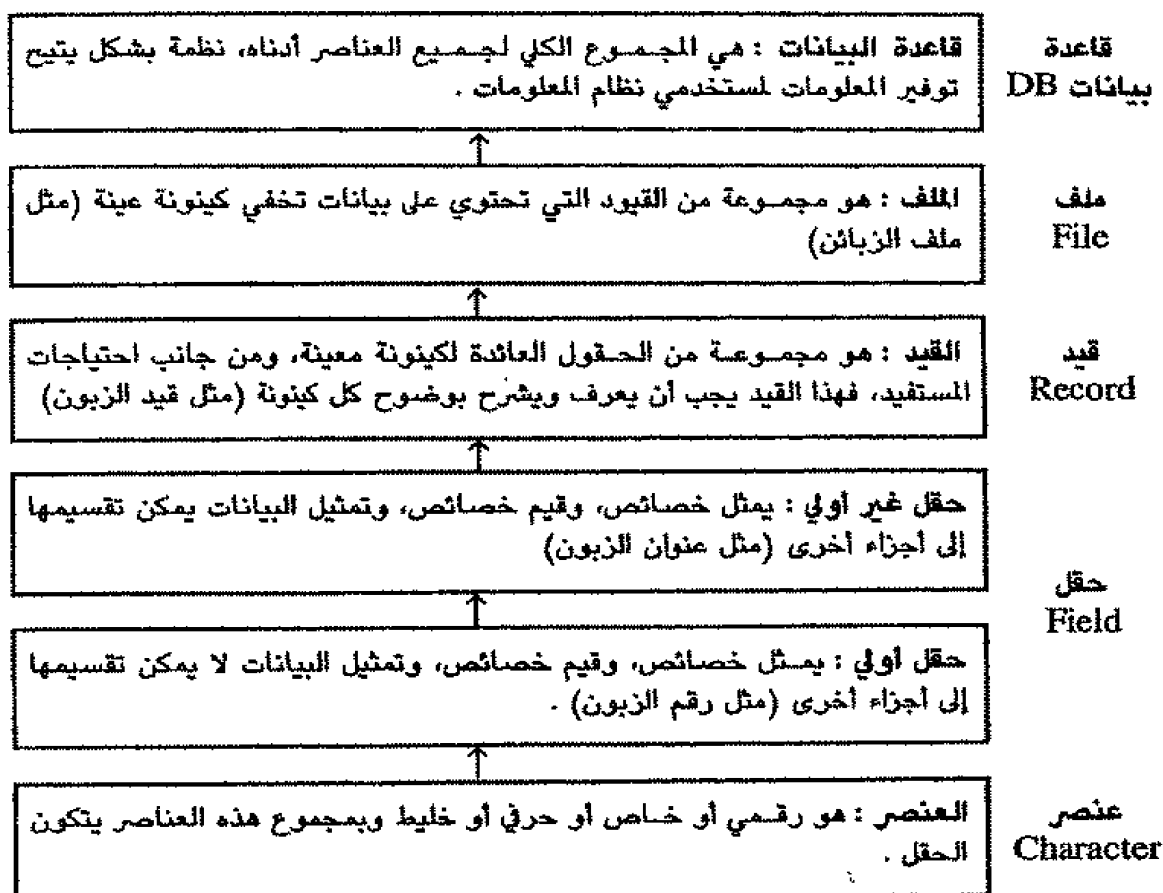 قاعدة
بيانات DB
قاعدة البيانات : هي المجموع الكلي لجميع العناصر أدناه، نظمة بشكل يتيح
توفير المعلومات لمستخدمي نظام المعلومات .
ملف
File
الملف : هو مجموعة من القيود التي تحتوي على بيانات تخفي كينونة عينة (مثل
ملف الزبائن)
قيد
Record
القيد : هو مجموعة من الحقول العائدة لكينونة معينة، ومن جانب احتياجات
المستفيد، فهذا القيد يجب أن يعرف ويشرح بوضوح كل كينونة (مثل قيد الزبون)
حقل
Field
حقل غير أولي : يمثل خصائص، وقيم خصائص، وتمثيل البيانات يمكن تقسيمها
إلى أجزاء أخرى (مثل عنوان الزبون)
حقل أولي : يمثل خصائص، وقيم خصائص، وتمثيل البيانات لا يمكن تقسيمها
إلى أجزاء أخرى (مثل رقم الزبون) .
عنصر
Character
العنصر : هو رقمي أو خاص أو حرفي أو خليط وبمجموع هذه العناصر يتكون
الحقل .